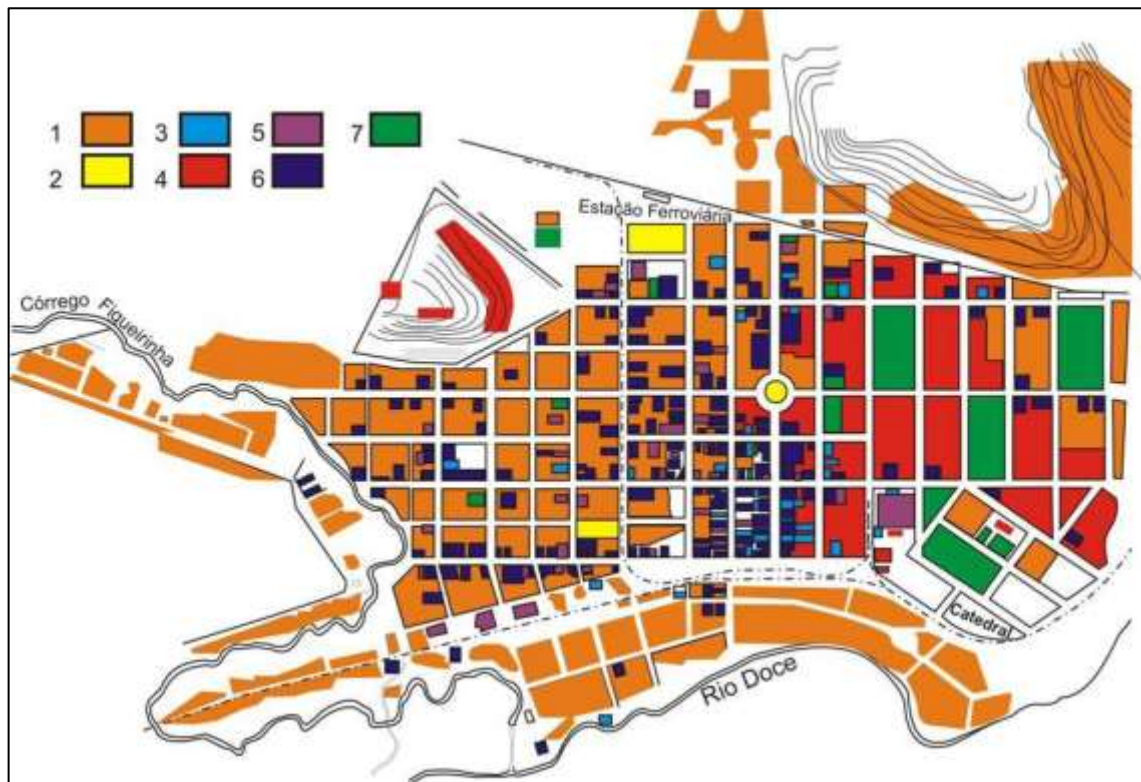 1 3 5 7
2 4 6
Estação Ferroviária
Córrego Figueirinha
Catedral
Rio Doce